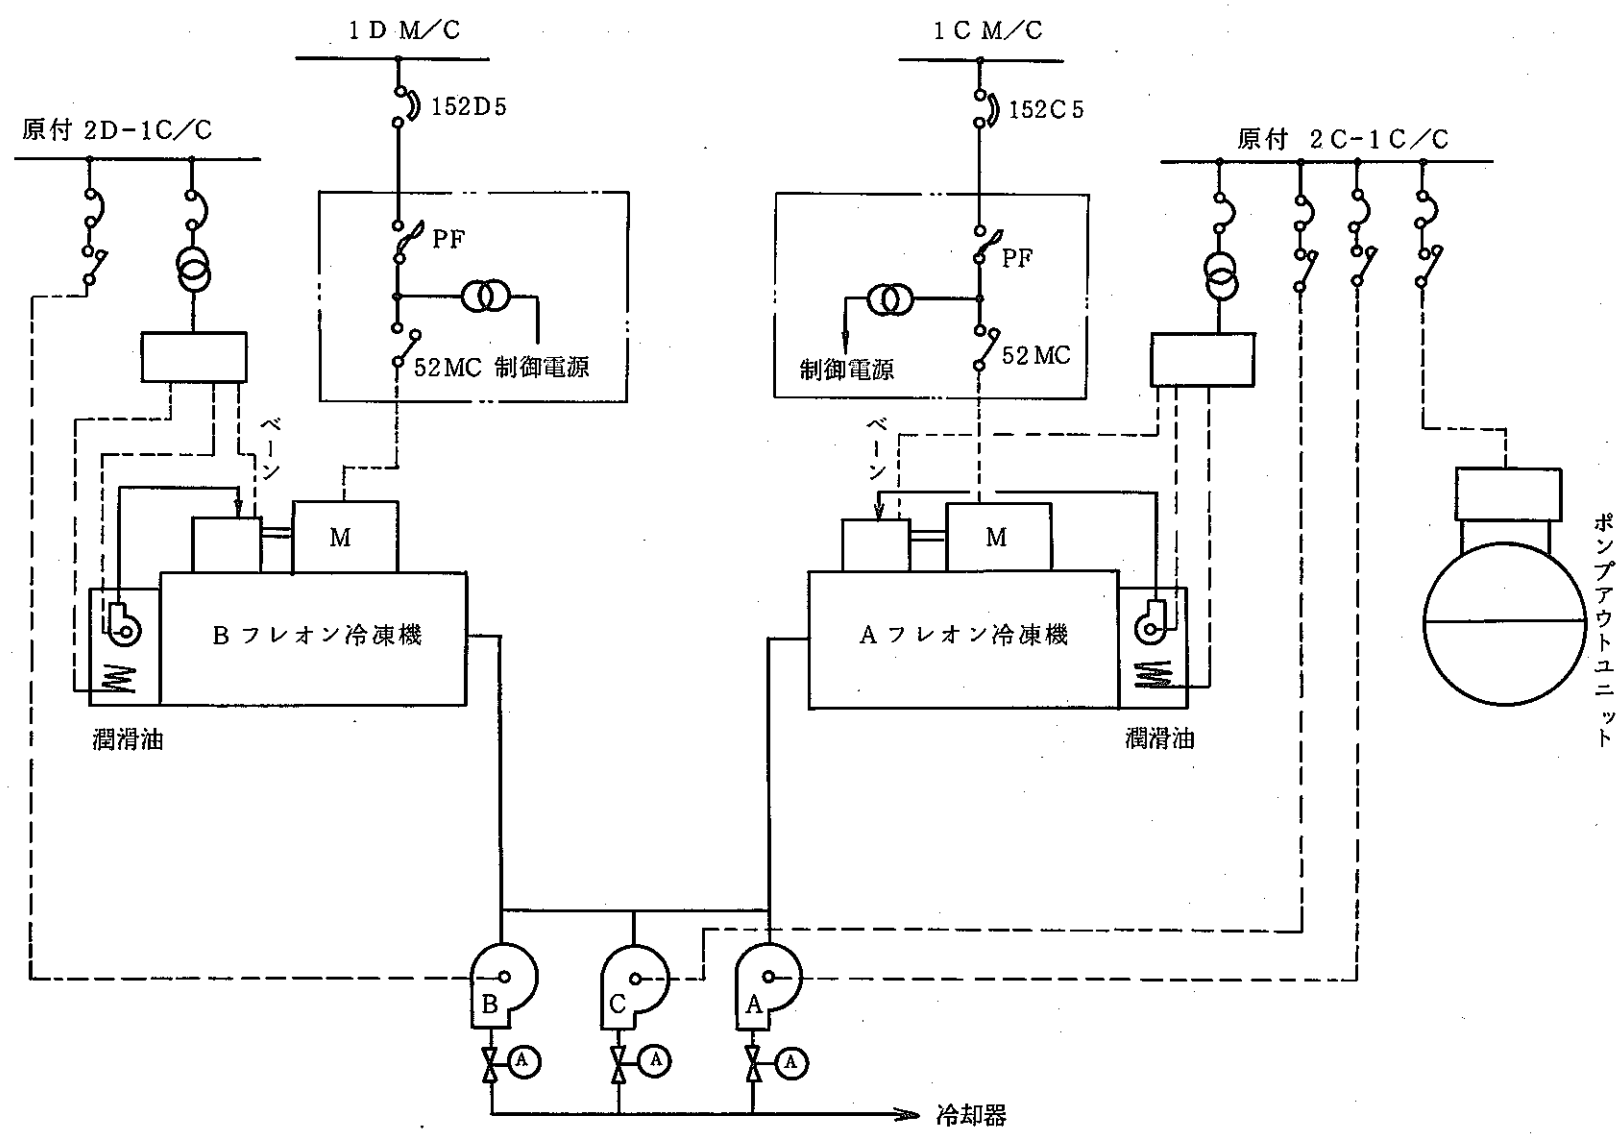 1D M/C
1C M/C
152D5
152C5
原付 2D-1C/C
原付 2C-1C/C
PF
PF
52MC 制御電源
52MC
制御電源
ベーン
ベーン
M
M
Bフレオン冷凍機
Aフレオン冷凍機
ポンプアウトユニット
潤滑油
潤滑油
B
C
A
A
A
A
冷却器